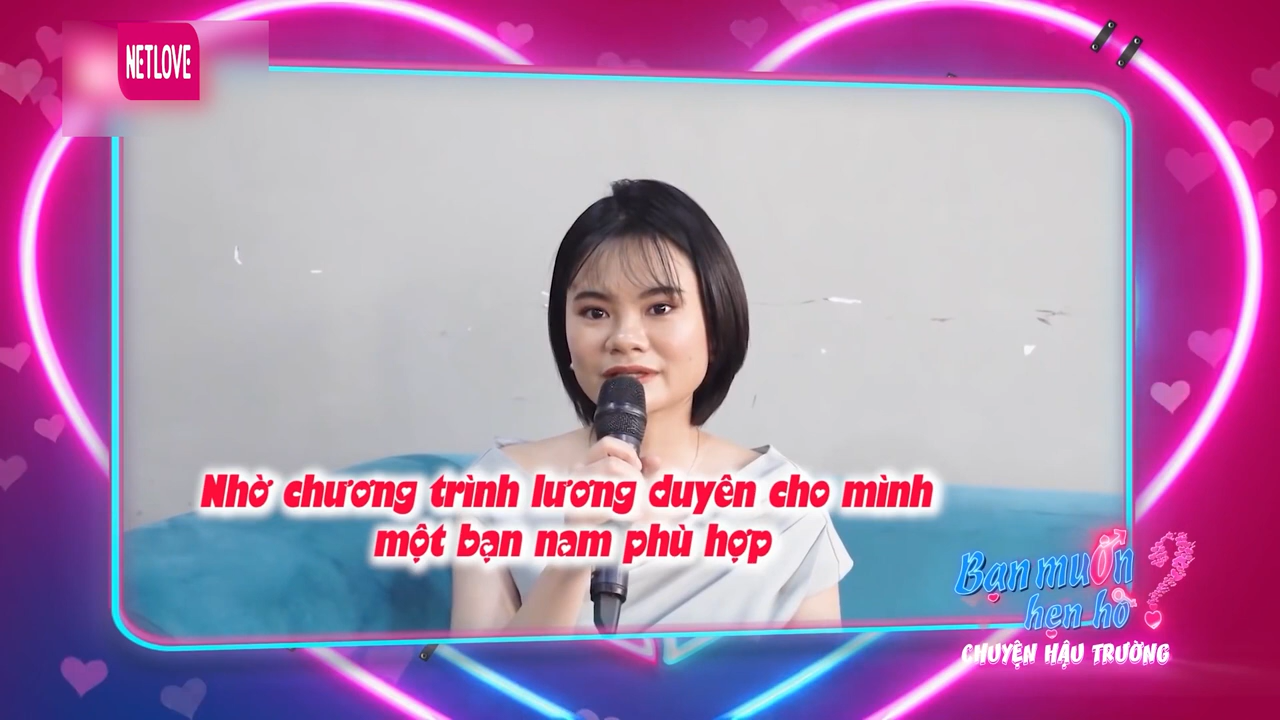 NETLOVE
Nhờ chương trình lương duyên cho mình
một bạn nam phù hợp
Bạn muốn
hẹn hò?
CHUYỆN HẬU TRƯỜNG